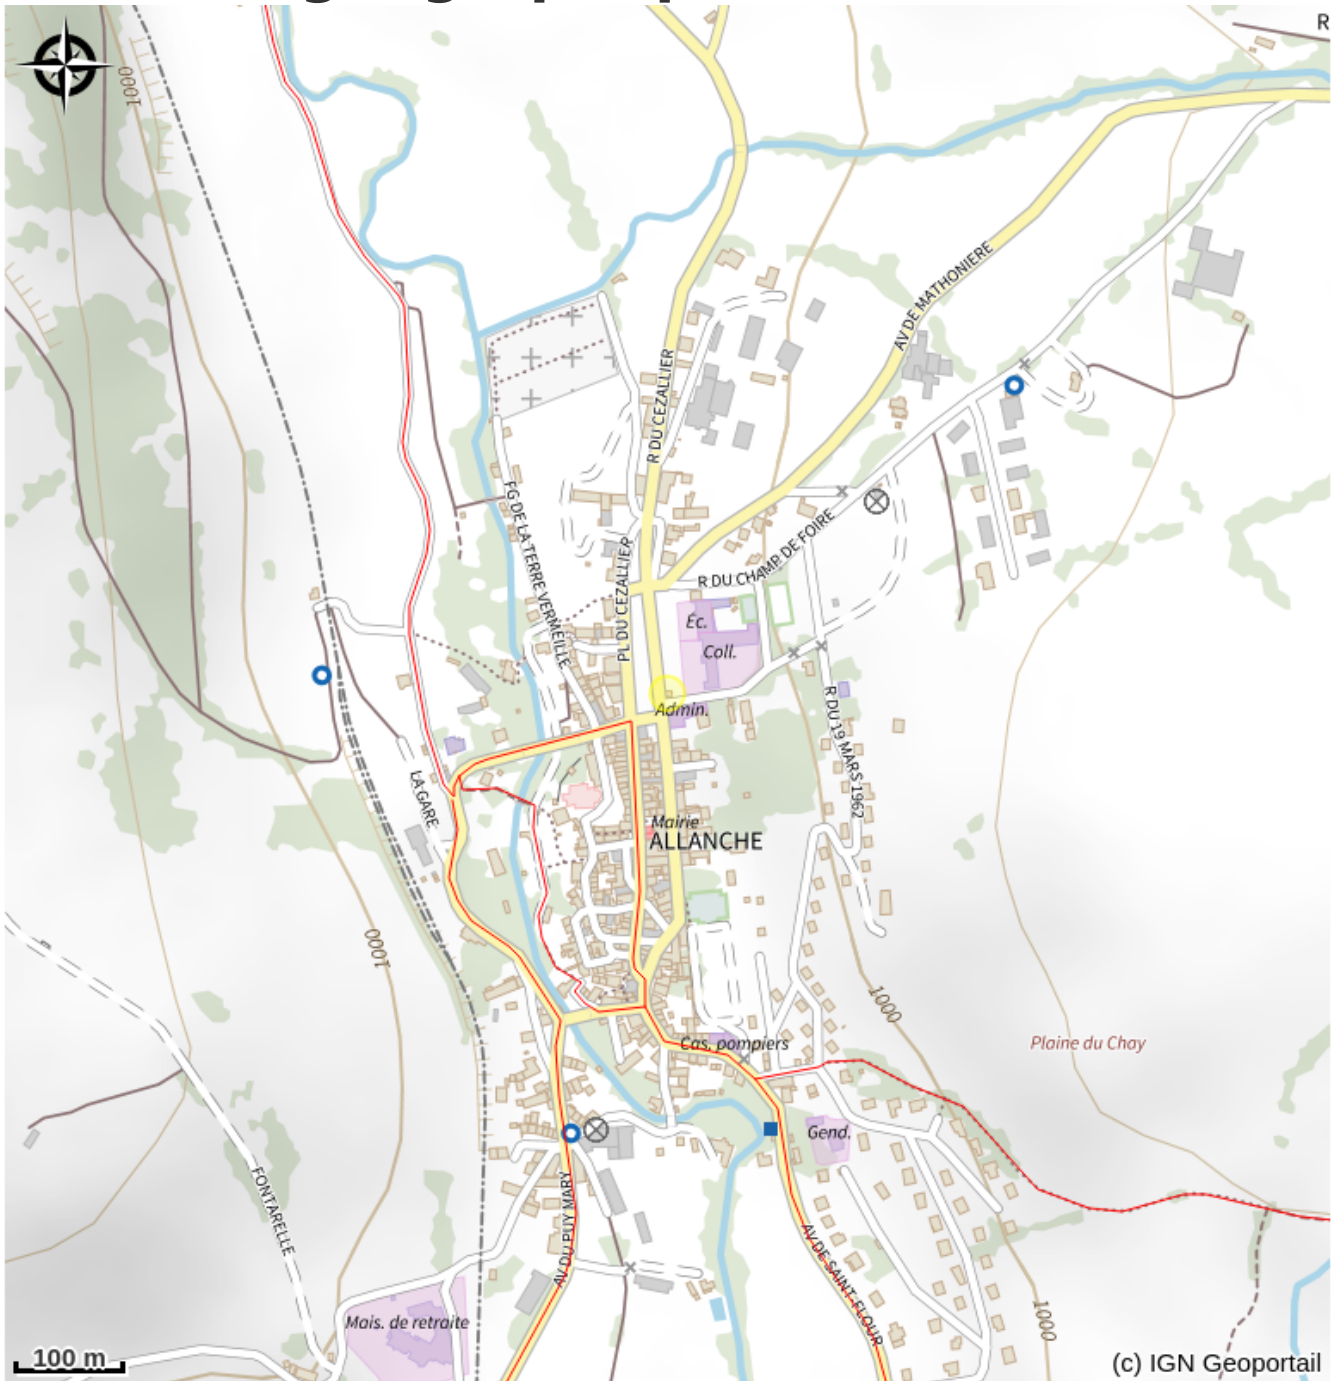 R
1000
AV DE MATHONIERE
R DU CEZALLIER
FG DE LA TERRE VERMEILLE
PL DU CEZALLIER
R DU CHAMP DE FOIRE
Éc.
Coll.
Admin.
R DU 19 MARS 1962
LA GARE
Mairie
ALLANCHE
1000
1000
Plaine du Chay
Cas. pompiers
Gend.
FONTARELLE
AV DU PUY MARY
AV DE SAINT-FLOUR
Mais. de retraite
1000
100 m
(c) IGN Geoportail